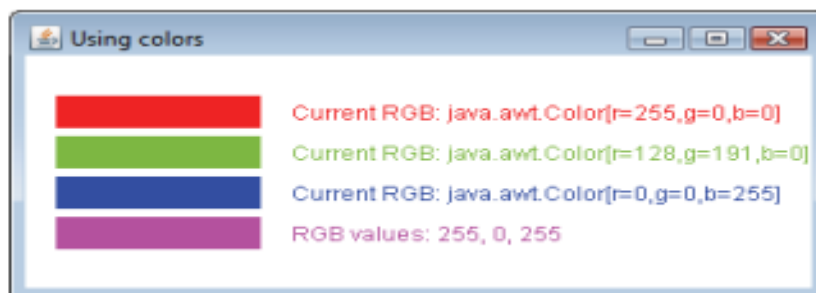 Using colors
Current RGB: java.awt.Color[r=255,g=0,b=0]
Current RGB: java.awt.Color[r=128,g=191,b=0]
Current RGB: java.awt.Color[r=0,g=0,b=255]
RGB values: 255, 0, 255